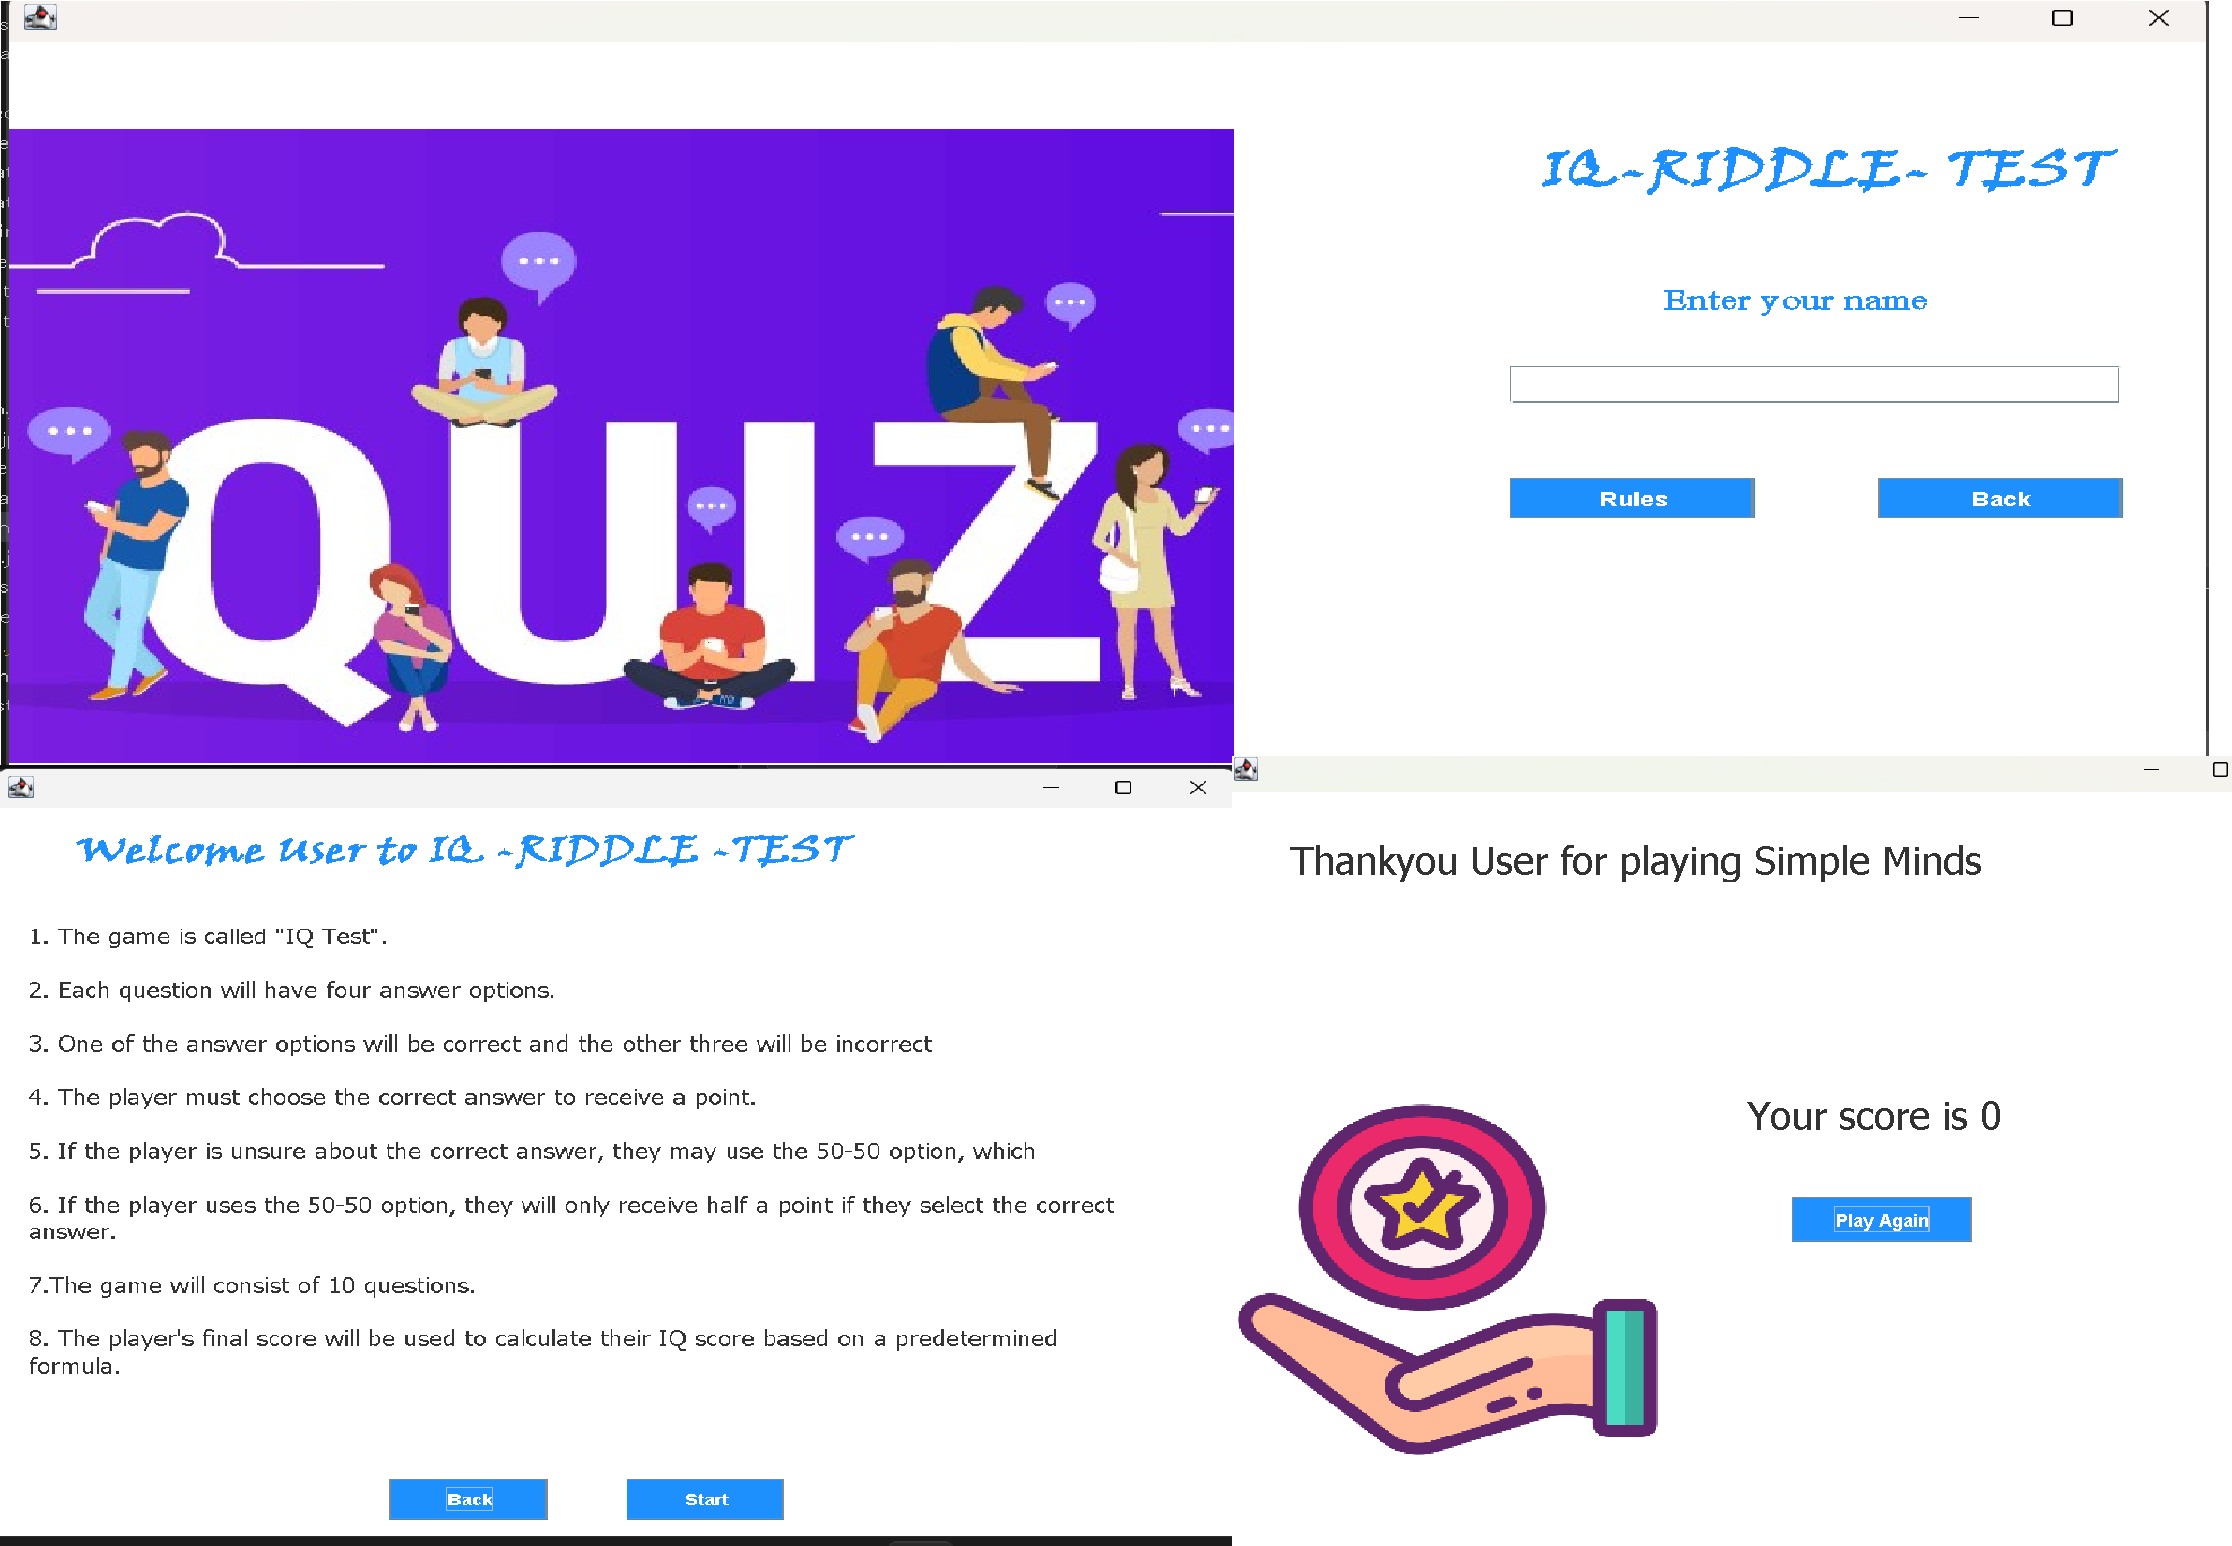 QUIZ
IQ-RIDDLE- TEST
Enter your name
Rules
Back
Welcome User to IQ -RIDDLE -TEST
1. The game is called "IQ Test".
2. Each question will have four answer options.
3. One of the answer options will be correct and the other three will be incorrect
4. The player must choose the correct answer to receive a point.
5. If the player is unsure about the correct answer, they may use the 50-50 option, which
6. If the player uses the 50-50 option, they will only receive half a point if they select the correct
answer.
7.The game will consist of 10 questions.
8. The player's final score will be used to calculate their IQ score based on a predetermined
formula.
Back
Start
Thankyou User for playing Simple Minds
Your score is 0
Play Again